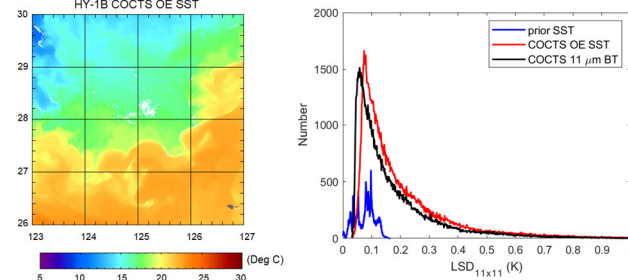 HY-1B COCTS OE SST
30
29
28
27
26
123 124 125 126 127
5 10 15 20 25 30 (Deg C)
2000
1500
1000
500
0
Number
prior SST
COCTS OE SST
COCTS 11 μm BT
0 0.1 0.2 0.3 0.4 0.5 0.6 0.7 0.8 0.9
LSD11x11 (K)